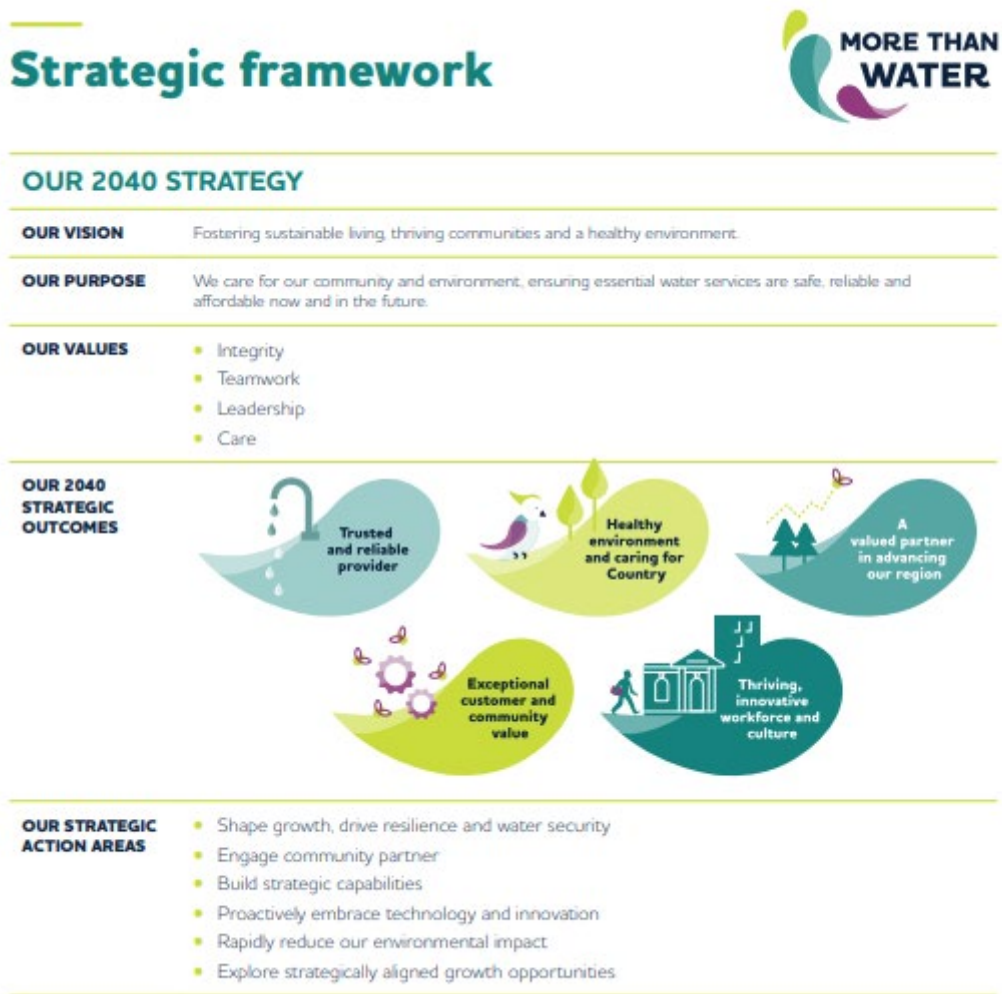 Strategic framework
MORE THAN
WATER
OUR 2040 STRATEGY
OUR VISION
Fostering sustainable living, thriving communities and a healthy environment.
OUR PURPOSE
We care for our community and environment, ensuring essential water services are safe, reliable and
affordable now and in the future.
OUR VALUES
• Integrity
• Teamwork
• Leadership
• Care
OUR 2040
STRATEGIC
OUTCOMES
Trusted
and reliable
provider
Healthy
environment
and caring for
Country
A
valued partner
in advancing
our region
Exceptional
customer and
community
value
Thriving,
innovative
workforce and
culture
OUR STRATEGIC
ACTION AREAS
• Shape growth, drive resilience and water security
• Engage community partner
• Build strategic capabilities
• Proactively embrace technology and innovation
• Rapidly reduce our environmental impact
• Explore strategically aligned growth opportunities